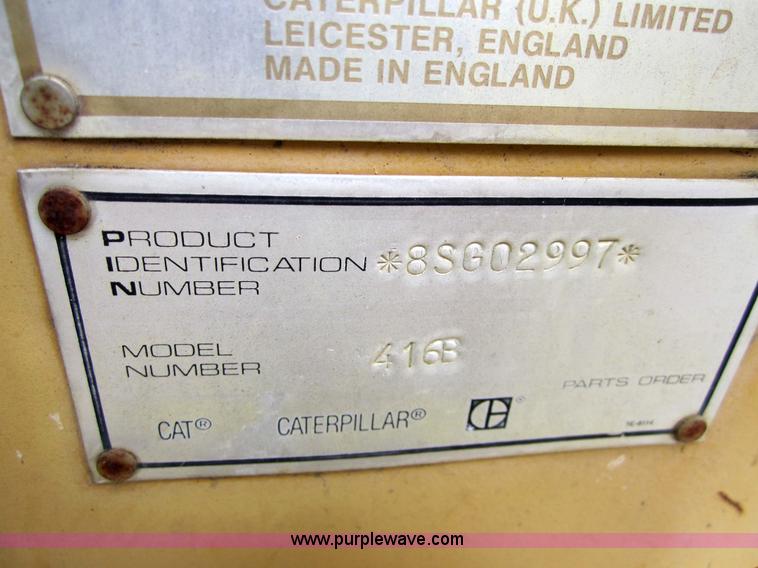 CATERPILLAR (U.K.) LIMITED
LEICESTER, ENGLAND
MADE IN ENGLAND
PRODUCT
IDENTIFICATION *8SG02997*
NUMBER
MODEL
NUMBER 416B
PARTS ORDER
CAT® CATERPILLAR® CE®
www.purplewave.com